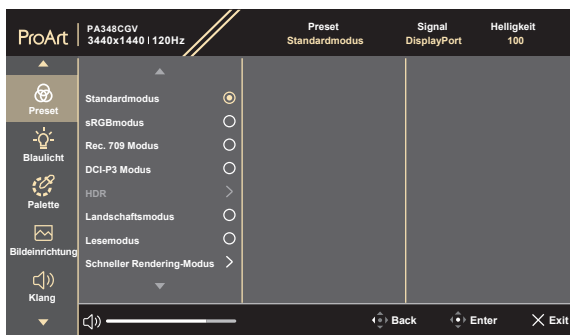 ProArt
PA348CGV
3440x1440 | 120Hz
Preset
Standardmodus
Signal
DisplayPort
Helligkeit
100
Preset
Blaulicht
Palette
Bildeinrichtung
Klang
Standardmodus
sRGBmodus
Rec. 709 Modus
DCI-P3 Modus
HDR
Landschaftsmodus
Lesemodus
Schneller Rendering-Modus
Back
Enter
Exit